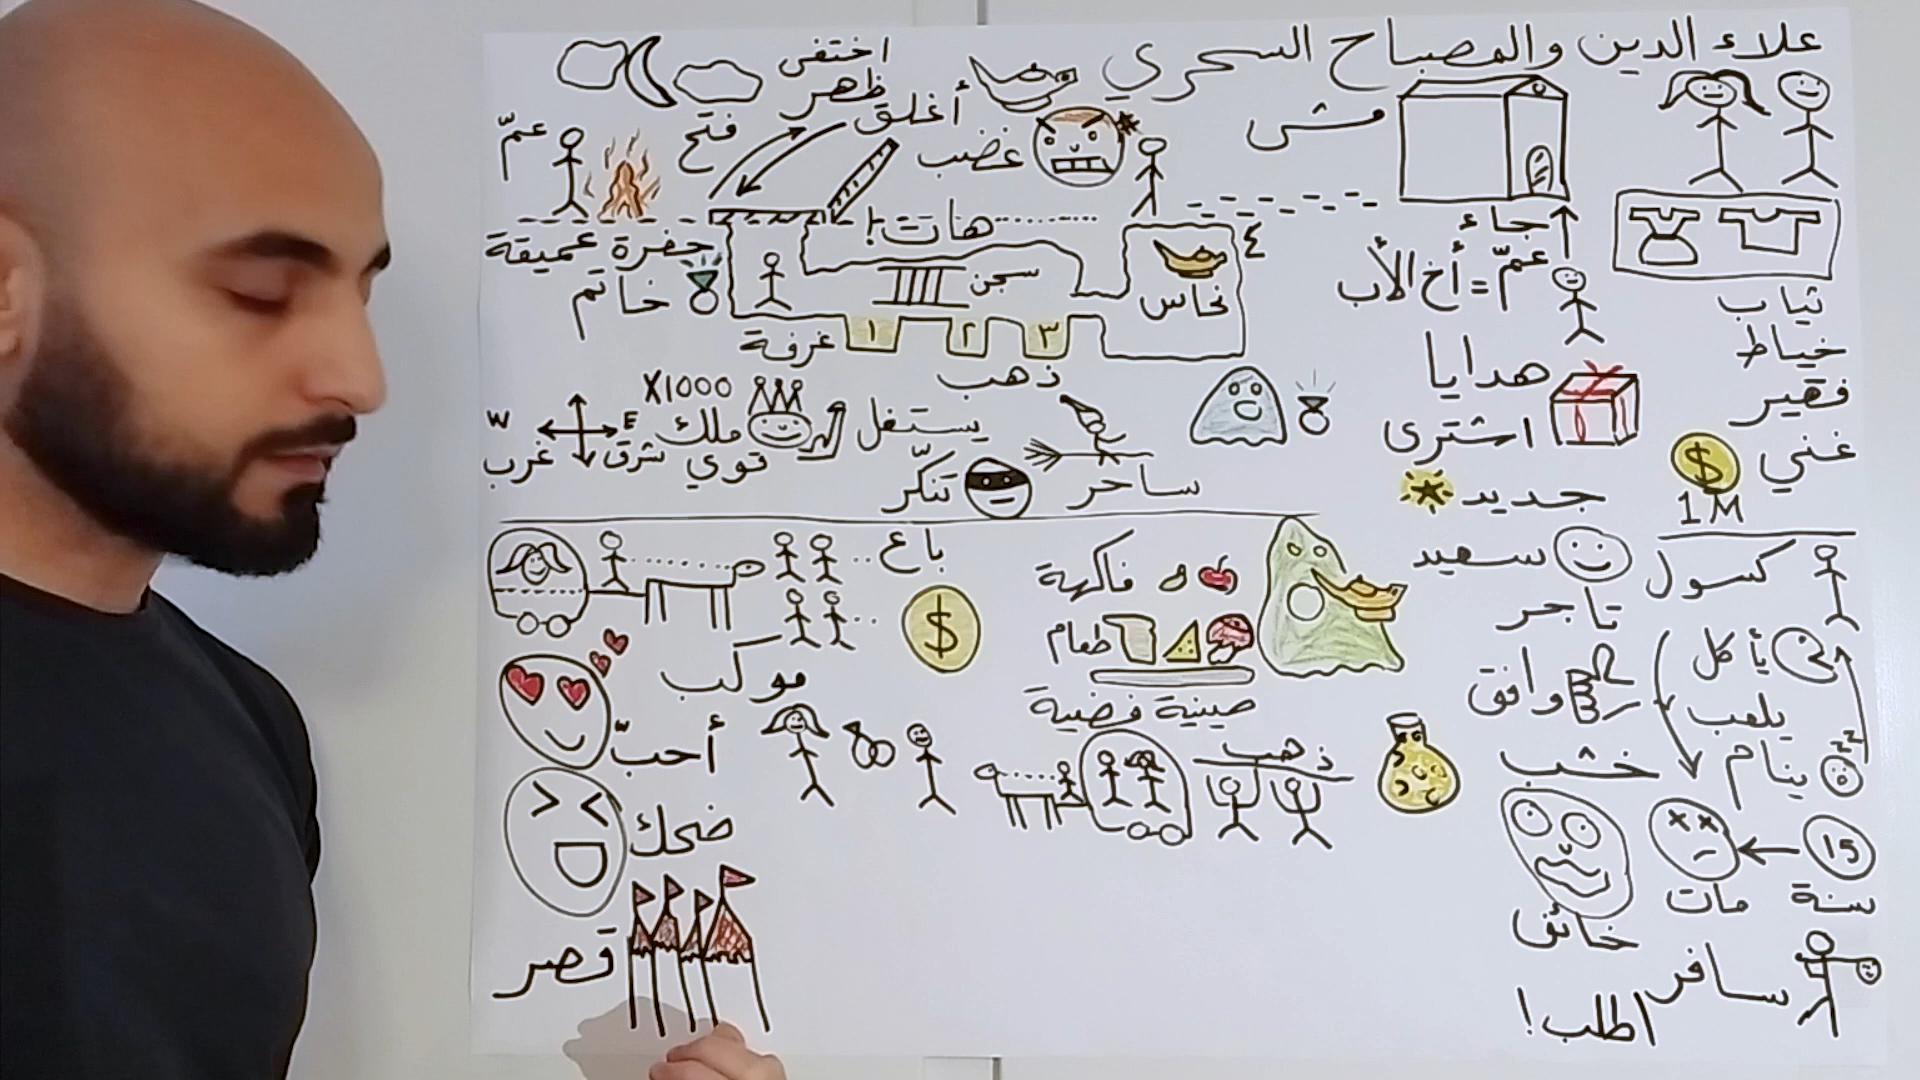 علاء الدين والمصباح السحري
ثياب
خياط
فقير
غني
$
1M
كسول
يأكل
يلعب
ينام
zz
15
سنة
مات
سافر
مش
جاء
عمّ = أخ الأب
هدايا
اشترى
جديد
سعيد
تاجر
وافق
خشب
خائف
اطلب!
اختفى
ظهر
أغلق
فتح
غضب
عمّ
هات!
حفرة عميقة
خاتم
سجن
٤
نحاس
١
٢
٣
غرفة
ذهب
X1000
ملك
يستغل
قوي
W
E
شرق
غرب
ساحر
تنكّر
فاكهة
طعام
صينية فضية
باع
$
موكب
أحبّ
ذهب
ضحك
قصر